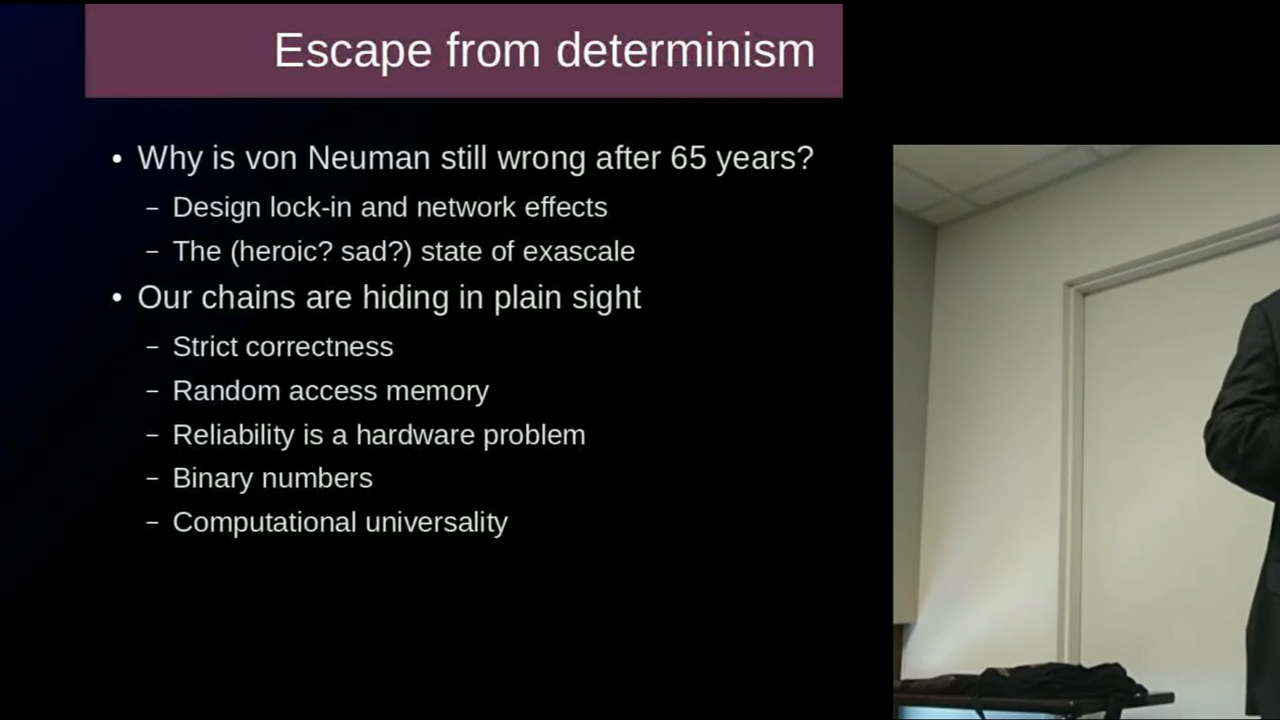 Escape from determinism
• Why is von Neuman still wrong after 65 years?
– Design lock-in and network effects
– The (heroic? sad?) state of exascale
• Our chains are hiding in plain sight
– Strict correctness
– Random access memory
– Reliability is a hardware problem
– Binary numbers
– Computational universality